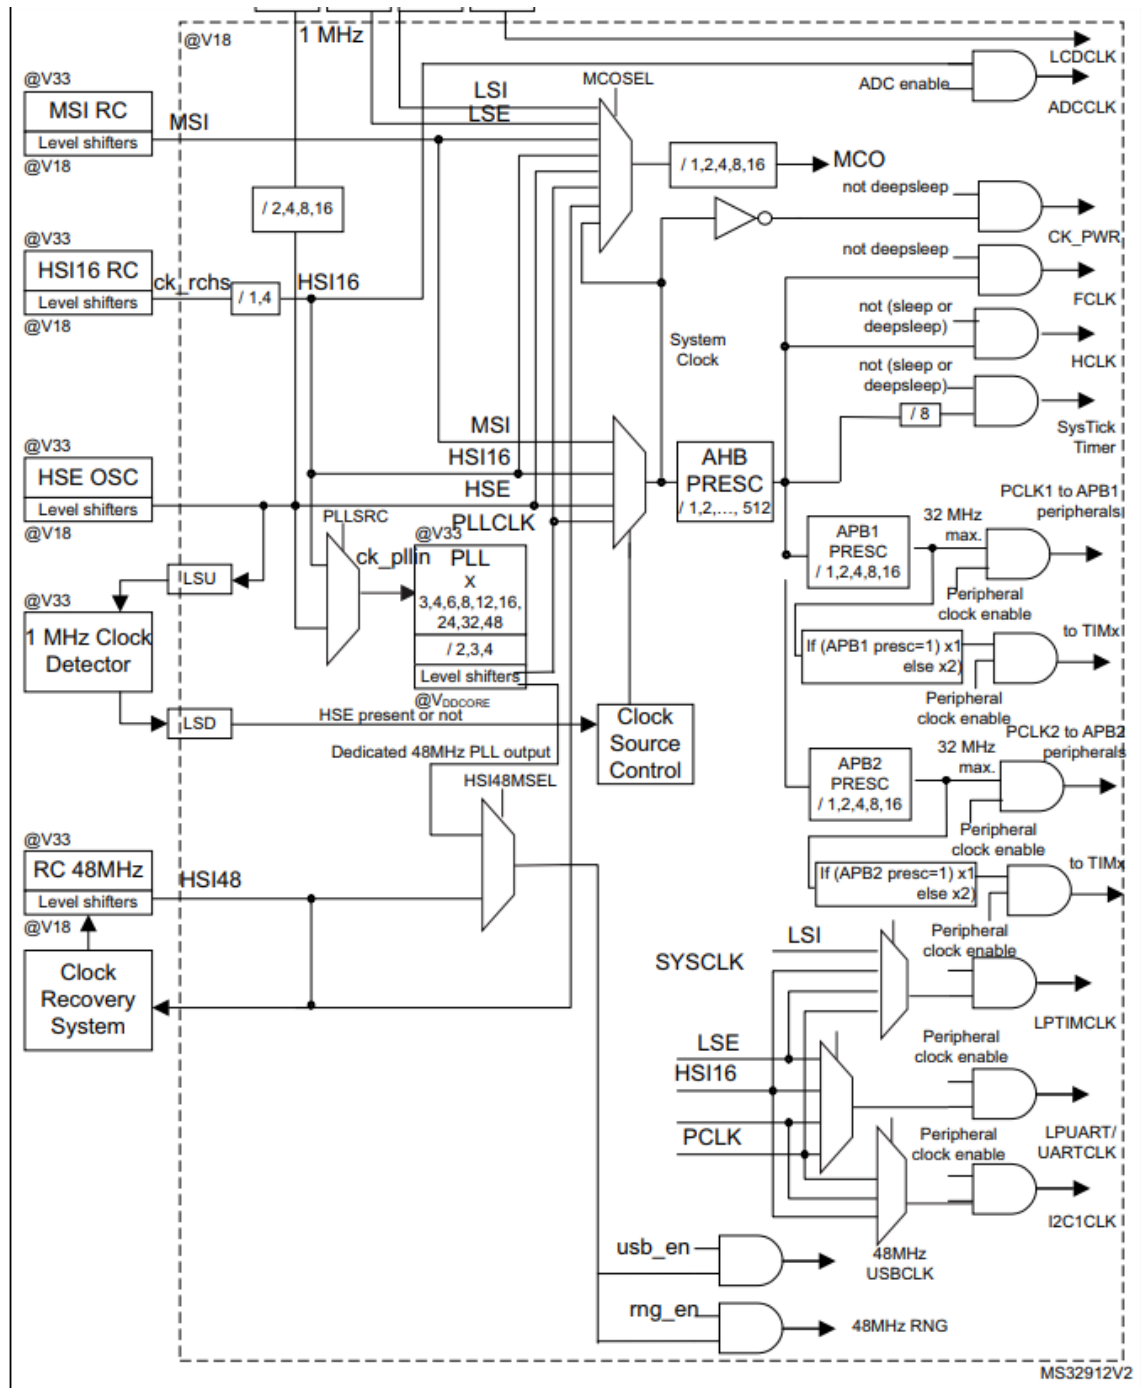 @V18
1 MHz
LCDCLK
@V33
MSI RC
Level shifters
@V18
MSI
LSI
LSE
MCOSEL
ADC enable
ADCCLK
/ 1,2,4,8,16
MCO
not deepsleep
CK_PWR
/ 2,4,8,16
@V33
HSI16 RC
Level shifters
@V18
ck_rchs
/ 1,4
HSI16
not deepsleep
FCLK
not (sleep or
deepsleep)
HCLK
System
Clock
not (sleep or
deepsleep)
/ 8
SysTick
Timer
@V33
HSE OSC
Level shifters
@V18
MSI
HSI16
HSE
PLLCLK
AHB
PRESC
/ 1,2,..., 512
PCLK1 to APB1
peripherals
32 MHz
max.
APB1
PRESC
/ 1,2,4,8,16
Peripheral
clock enable
PLLSRC
ck_pllin
@V33
PLL
X
3,4,6,8,12,16,
24,32,48
/ 2,3,4
Level shifters
@VDDCORE
LSU
@V33
1 MHz Clock
Detector
LSD
HSE present or not
Clock
Source
Control
If (APB1 presc=1) x1
else x2)
to TIMx
Peripheral
clock enable
PCLK2 to APB2
peripherals
32 MHz
max.
APB2
PRESC
/ 1,2,4,8,16
Peripheral
clock enable
Dedicated 48MHz PLL output
HSI48MSEL
@V33
RC 48MHz
Level shifters
@V18
HSI48
Clock
Recovery
System
If (APB2 presc=1) x1
else x2)
to TIMx
Peripheral
clock enable
LSI
SYSCLK
LPTIMCLK
LSE
HSI16
PCLK
Peripheral
clock enable
LPUART/
UARTCLK
Peripheral
clock enable
I2C1CLK
usb_en
48MHz
USBCLK
rng_en
48MHz RNG
MS32912V2